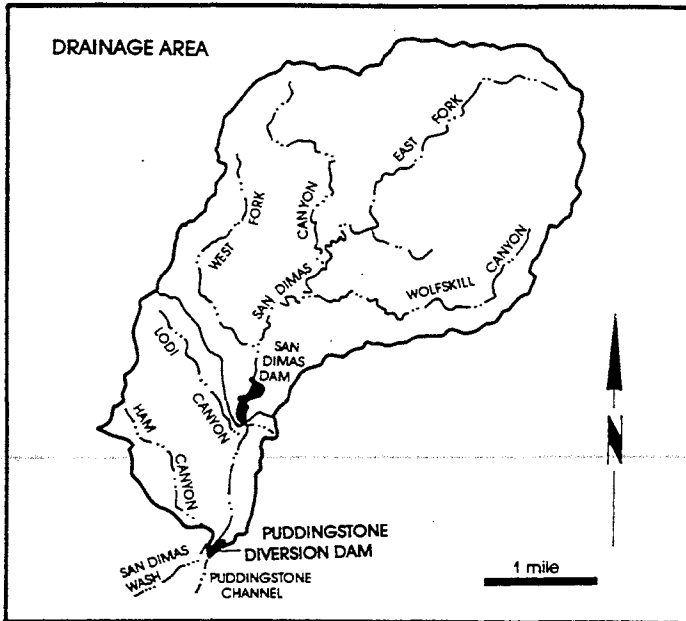 DRAINAGE AREA
EAST FORK
WEST FORK
CANYON
SAN DIMAS
WOLFSKILL CANYON
LODI
CANYON
SAN
DIMAS
DAM
HAM
CANYON
N
PUDDINGSTONE
DIVERSION DAM
SAN DIMAS
WASH
PUDDINGSTONE
CHANNEL
1 mile